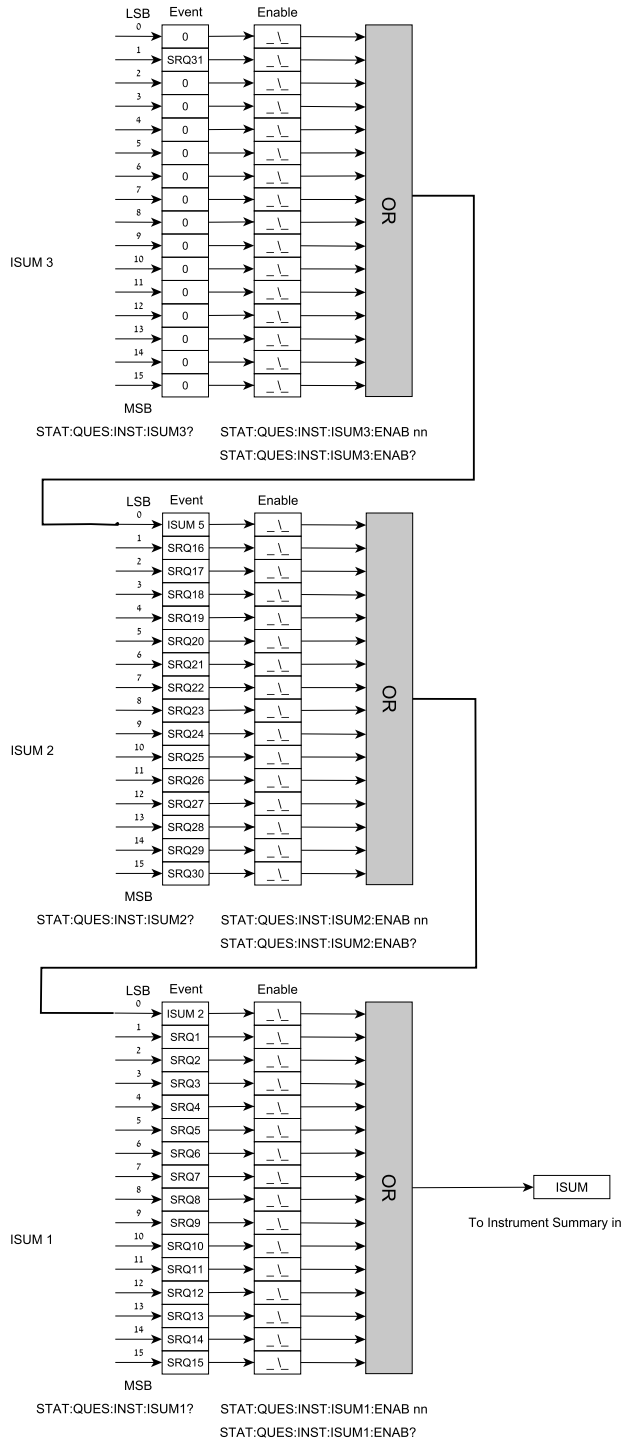 LSB Event Enable
0 0 _\_
1 SRQ31 _\_
2 0 _\_
3 0 _\_
4 0 _\_
5 0 _\_
6 0 _\_
7 0 _\_
8 0 _\_
9 0 _\_
10 0 _\_
11 0 _\_
12 0 _\_
13 0 _\_
14 0 _\_
15 0 _\_
OR
ISUM 3
MSB
STAT:QUES:INST:ISUM3? STAT:QUES:INST:ISUM3:ENAB nn
STAT:QUES:INST:ISUM3:ENAB?
LSB Event Enable
0 ISUM 5 _\_
1 SRQ16 _\_
2 SRQ17 _\_
3 SRQ18 _\_
4 SRQ19 _\_
5 SRQ20 _\_
6 SRQ21 _\_
7 SRQ22 _\_
8 SRQ23 _\_
9 SRQ24 _\_
10 SRQ25 _\_
11 SRQ26 _\_
12 SRQ27 _\_
13 SRQ28 _\_
14 SRQ29 _\_
15 SRQ30 _\_
OR
ISUM 2
MSB
STAT:QUES:INST:ISUM2? STAT:QUES:INST:ISUM2:ENAB nn
STAT:QUES:INST:ISUM2:ENAB?
LSB Event Enable
0 ISUM 2 _\_
1 SRQ1 _\_
2 SRQ2 _\_
3 SRQ3 _\_
4 SRQ4 _\_
5 SRQ5 _\_
6 SRQ6 _\_
7 SRQ7 _\_
8 SRQ8 _\_
9 SRQ9 _\_
10 SRQ10 _\_
11 SRQ11 _\_
12 SRQ12 _\_
13 SRQ13 _\_
14 SRQ14 _\_
15 SRQ15 _\_
OR
ISUM
To Instrument Summary in
ISUM 1
MSB
STAT:QUES:INST:ISUM1? STAT:QUES:INST:ISUM1:ENAB nn
STAT:QUES:INST:ISUM1:ENAB?